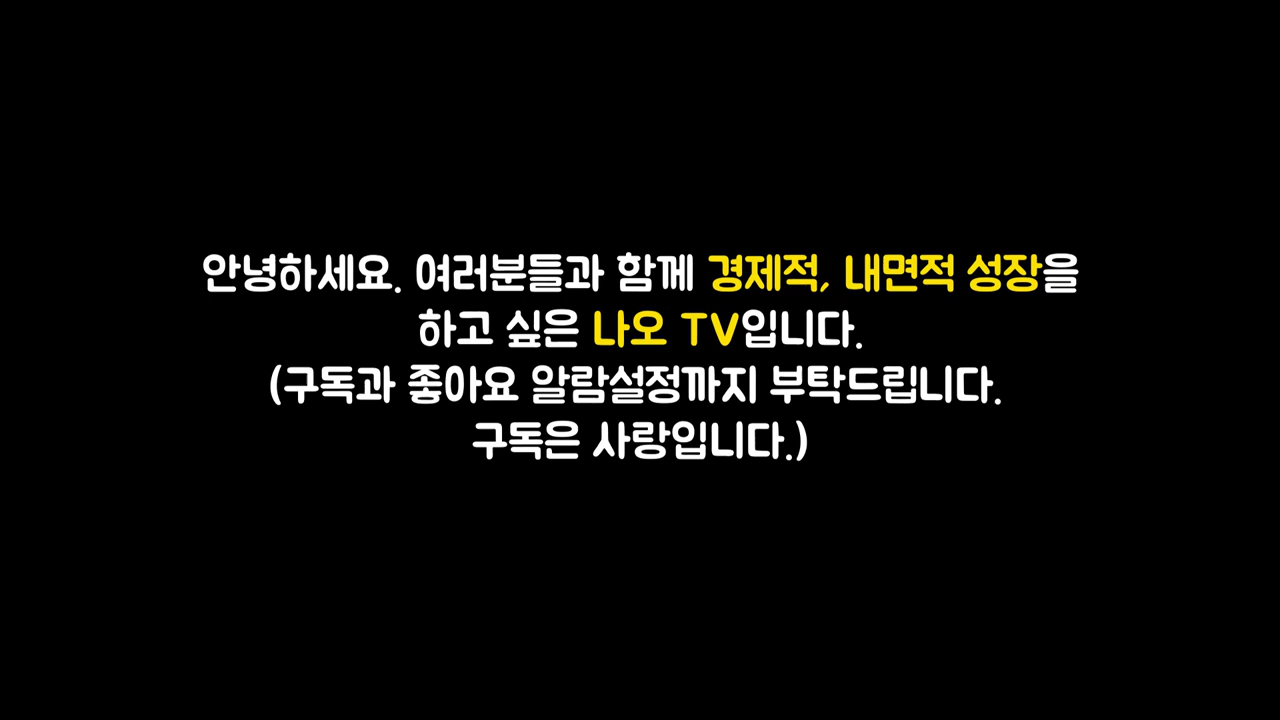 안녕하세요. 여러분들과 함께 경제적, 내면적 성장을
하고 싶은 나오 TV입니다.
(구독과 좋아요 알람설정까지 부탁드립니다.
구독은 사랑입니다.)